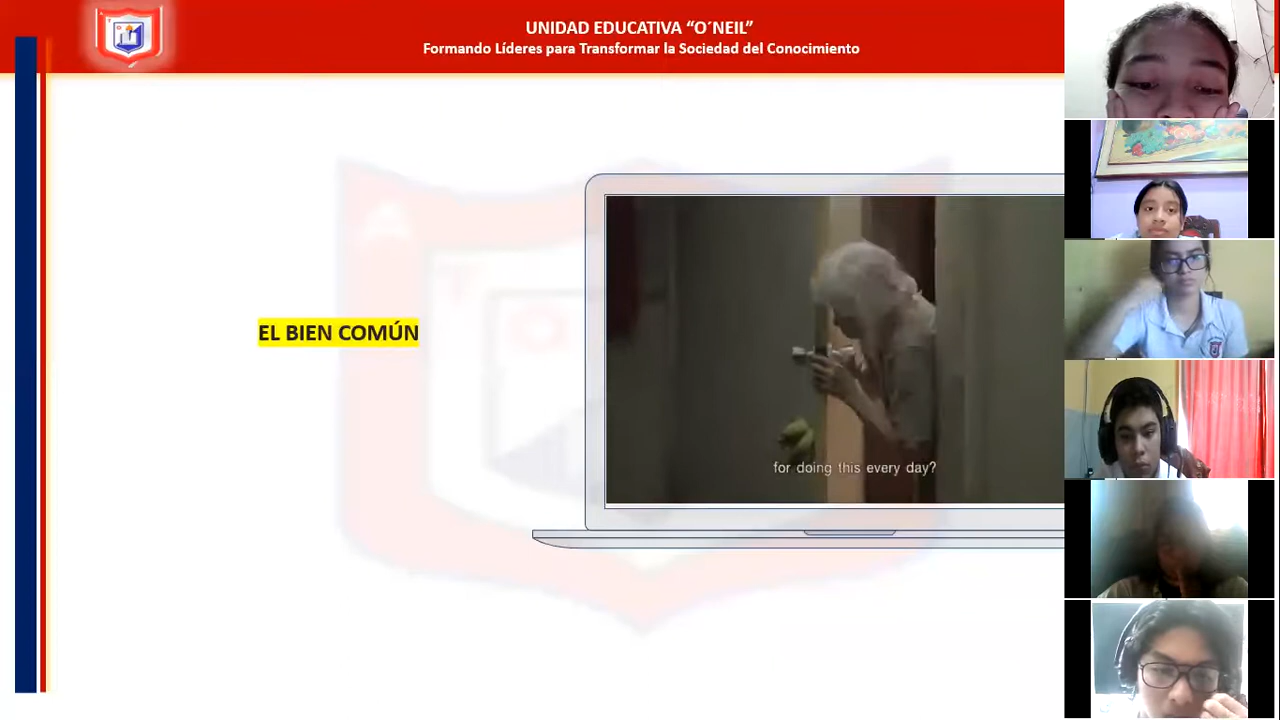 UNIDAD EDUCATIVA “O´NEIL”
Formando Líderes para Transformar la Sociedad del Conocimiento
EL BIEN COMÚN
for doing this every day?